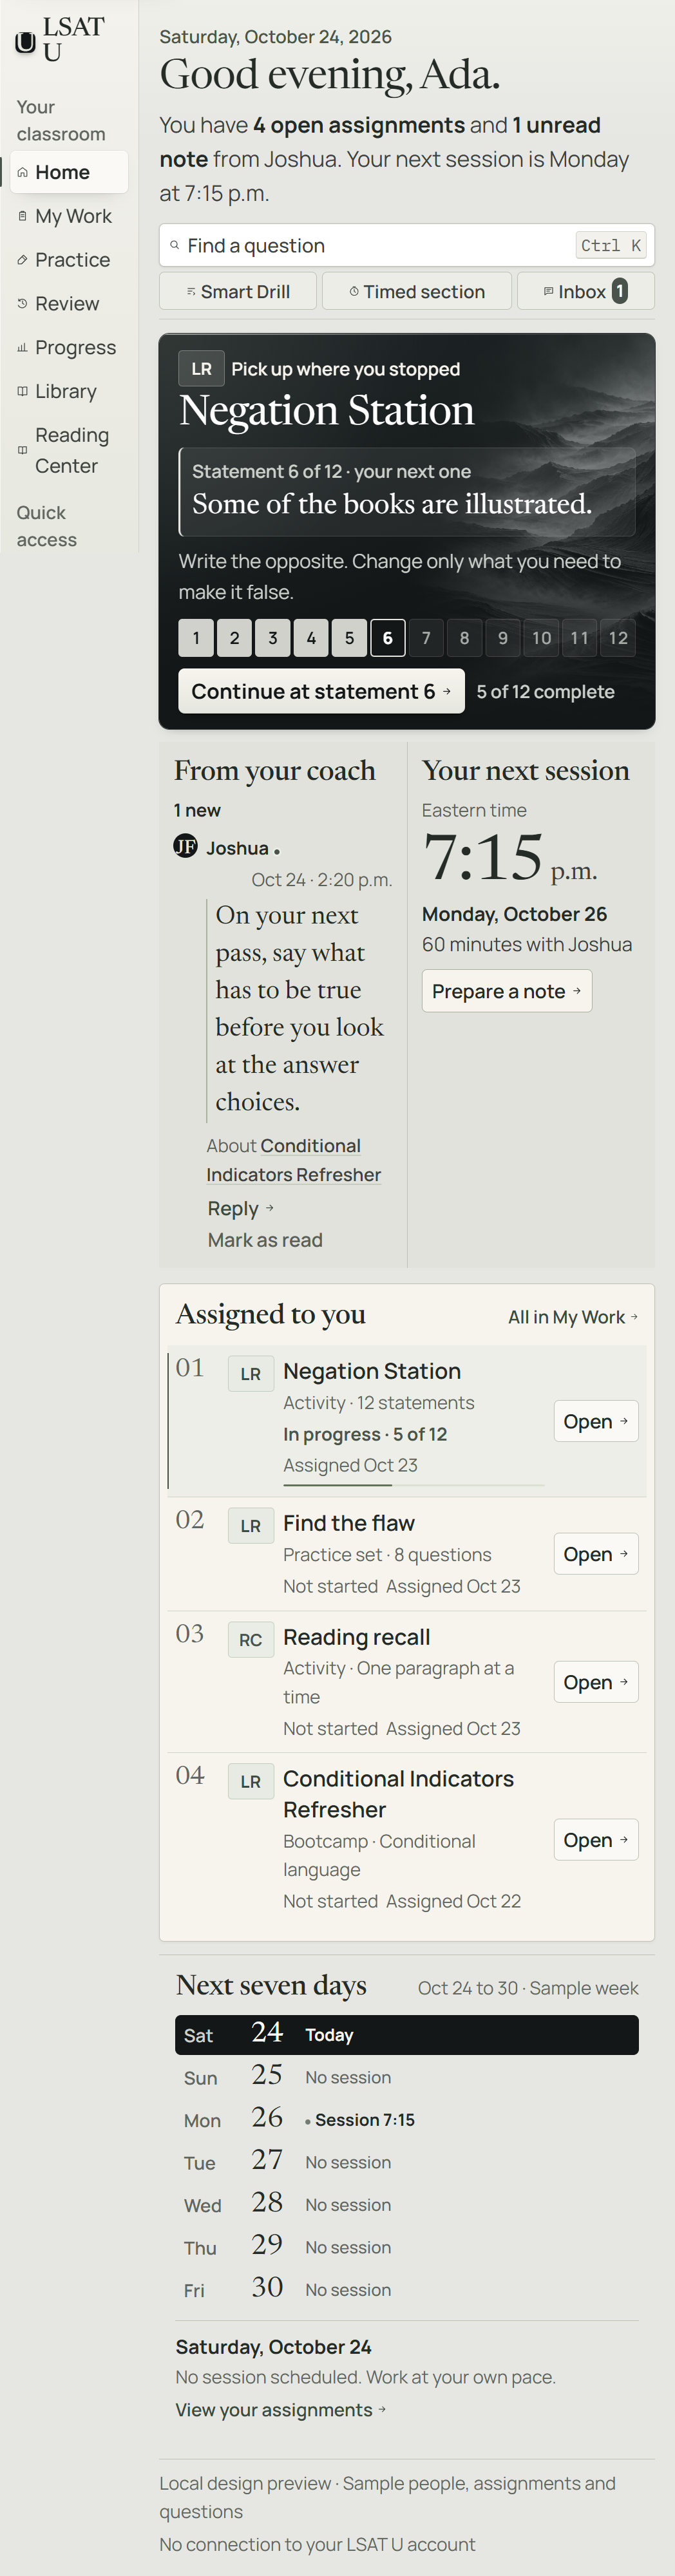 LSAT
U
Your
classroom
Home
My Work
Practice
Review
Progress
Library
Reading
Center
Quick
access
Saturday, October 24, 2026
Good evening, Ada.
You have 4 open assignments and 1 unread
note from Joshua. Your next session is Monday
at 7:15 p.m.
Find a question
Ctrl K
Smart Drill
Timed section
Inbox 1
LR Pick up where you stopped
Negation Station
Statement 6 of 12 · your next one
Some of the books are illustrated.
Write the opposite. Change only what you need to
make it false.
1 2 3 4 5 6 7 8 9 10 11 12
Continue at statement 6 →
5 of 12 complete
From your coach
1 new
JF Joshua
Oct 24 · 2:20 p.m.
On your next
pass, say what
has to be true
before you look
at the answer
choices.
About Conditional
Indicators Refresher
Reply →
Mark as read
Your next session
Eastern time
7:15 p.m.
Monday, October 26
60 minutes with Joshua
Prepare a note →
Assigned to you
All in My Work →
01 LR Negation Station
Activity · 12 statements
In progress · 5 of 12
Assigned Oct 23
Open →
02 LR Find the flaw
Practice set · 8 questions
Not started Assigned Oct 23
Open →
03 RC Reading recall
Activity · One paragraph at a
time
Not started Assigned Oct 23
Open →
04 LR Conditional Indicators
Refresher
Bootcamp · Conditional
language
Not started Assigned Oct 22
Open →
Next seven days
Oct 24 to 30 · Sample week
Sat 24 Today
Sun 25 No session
Mon 26 • Session 7:15
Tue 27 No session
Wed 28 No session
Thu 29 No session
Fri 30 No session
Saturday, October 24
No session scheduled. Work at your own pace.
View your assignments →
Local design preview · Sample people, assignments and
questions
No connection to your LSAT U account